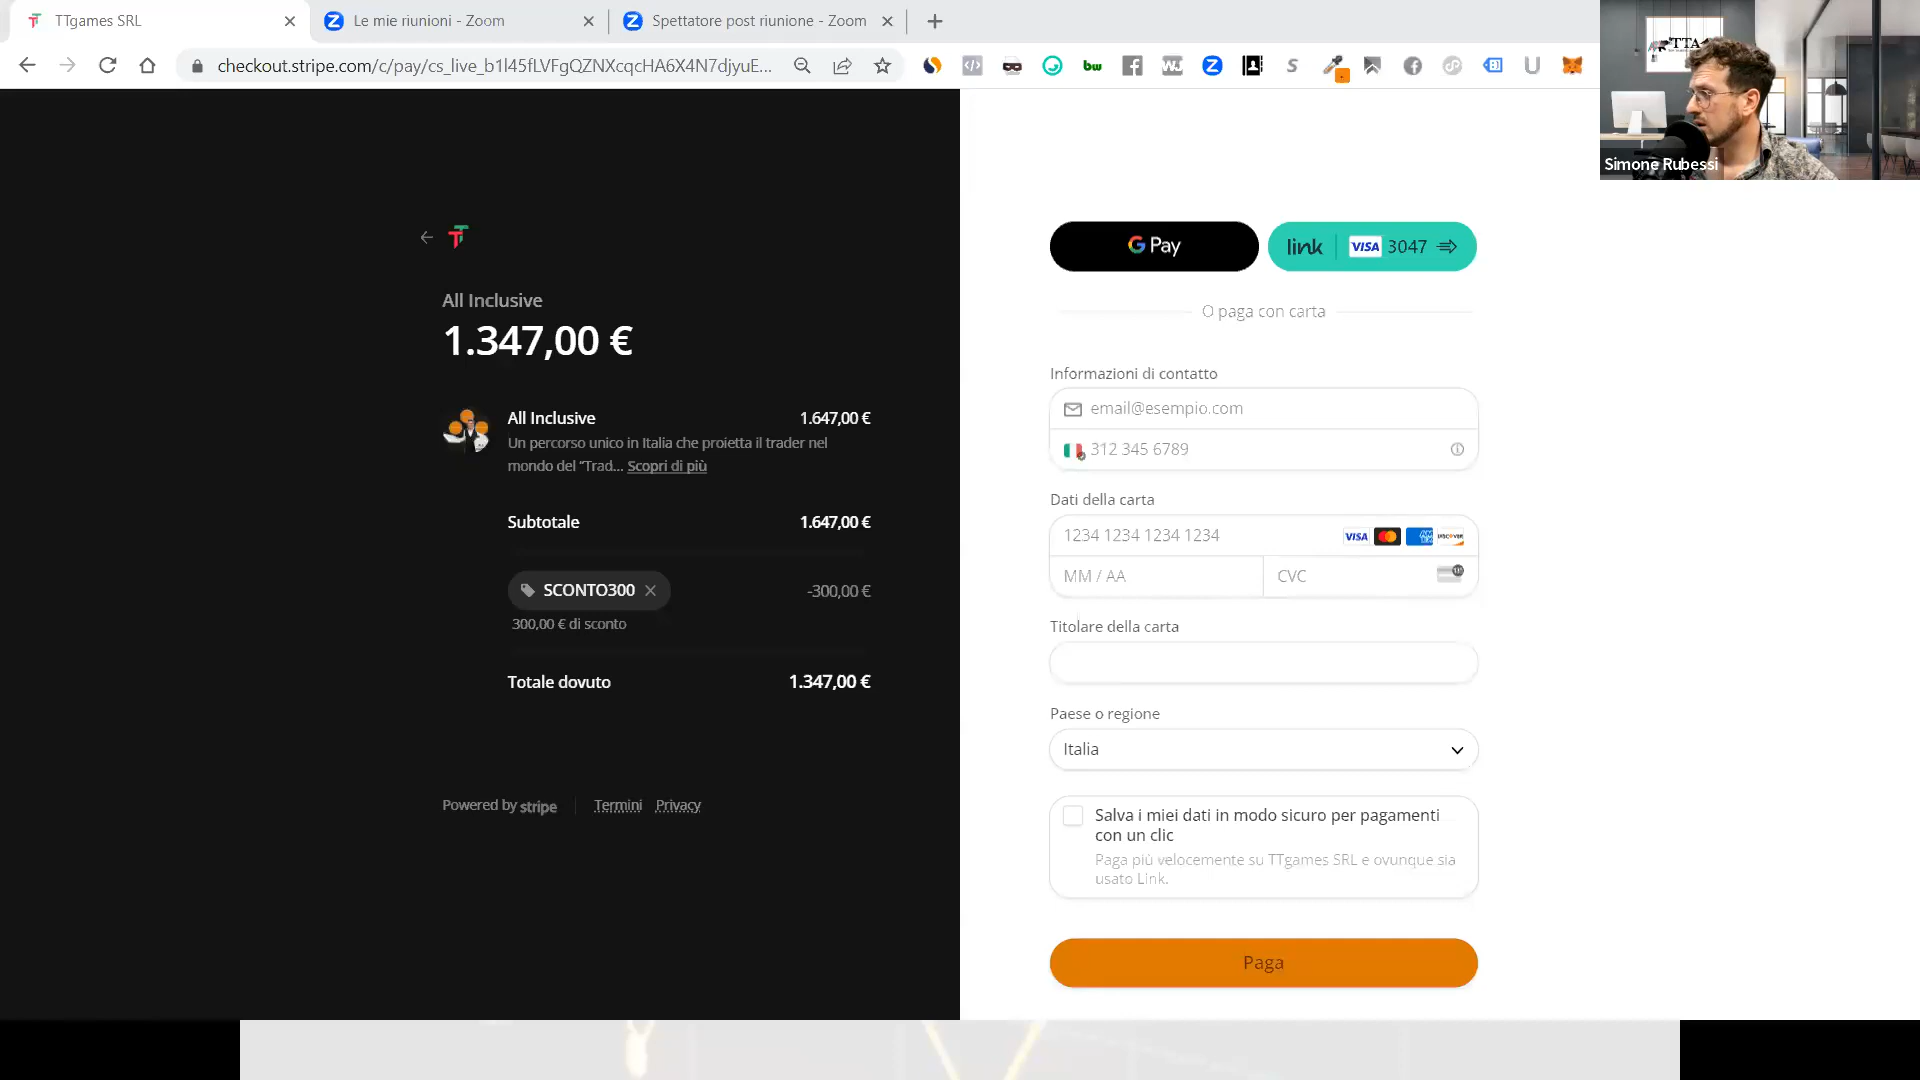 TTgames SRL
Le mie riunioni - Zoom
Spettatore post riunione - Zoom
checkout.stripe.com/c/pay/cs_live_b1l45fLVFgQZNXcqcHA6X4N7djyuE...
TTA
Simone Rubessi
All Inclusive
1.347,00 €
All Inclusive 1.647,00 €
Un percorso unico in Italia che proietta il trader nel
mondo del "Trad... Scopri di più
Subtotale 1.647,00 €
SCONTO300 -300,00 €
300,00 € di sconto
Totale dovuto 1.347,00 €
Powered by stripe Termini Privacy
G Pay
link VISA 3047
O paga con carta
Informazioni di contatto
email@esempio.com
312 345 6789
Dati della carta
1234 1234 1234 1234 VISA DISCOVER
MM / AA CVC
Titolare della carta
Paese o regione
Italia
Salva i miei dati in modo sicuro per pagamenti
con un clic
Paga più velocemente su TTgames SRL e ovunque sia
usato Link.
Paga